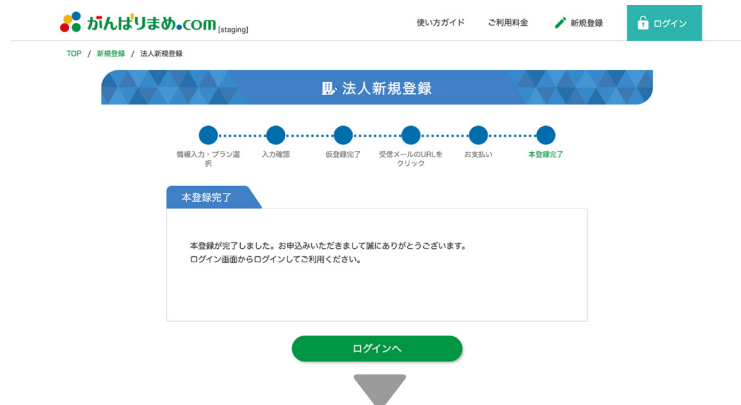 がんばりまめ.com [staging]
使い方ガイド ご利用料金 新規登録 ログイン
TOP / 新規登録 / 法人新規登録
法人新規登録
情報入力・プラン選択
入力確認
仮登録完了
受信メールのURLをクリック
お支払い
本登録完了
本登録完了
本登録が完了しました。お申込みいただきまして誠にありがとうございます。
ログイン画面からログインしてご利用ください。
ログインへ